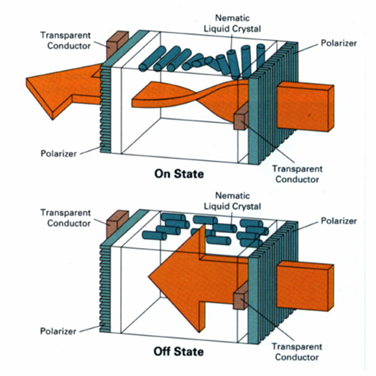 Nematic
Liquid Crystal
Transparent
Conductor
Polarizer
Polarizer
Transparent
Conductor
On State
Nematic
Liquid Crystal
Transparent
Conductor
Polarizer
Polarizer
Transparent
Conductor
Off State